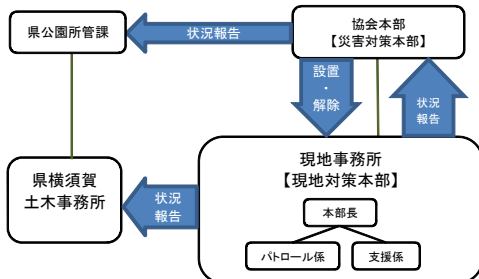 県公園所管課
状況報告
協会本部
【災害対策本部】
設置
・
解除
状況
報告
県横須賀
土木事務所
状況
報告
現地事務所
【現地対策本部】
本部長
パトロール係
支援係